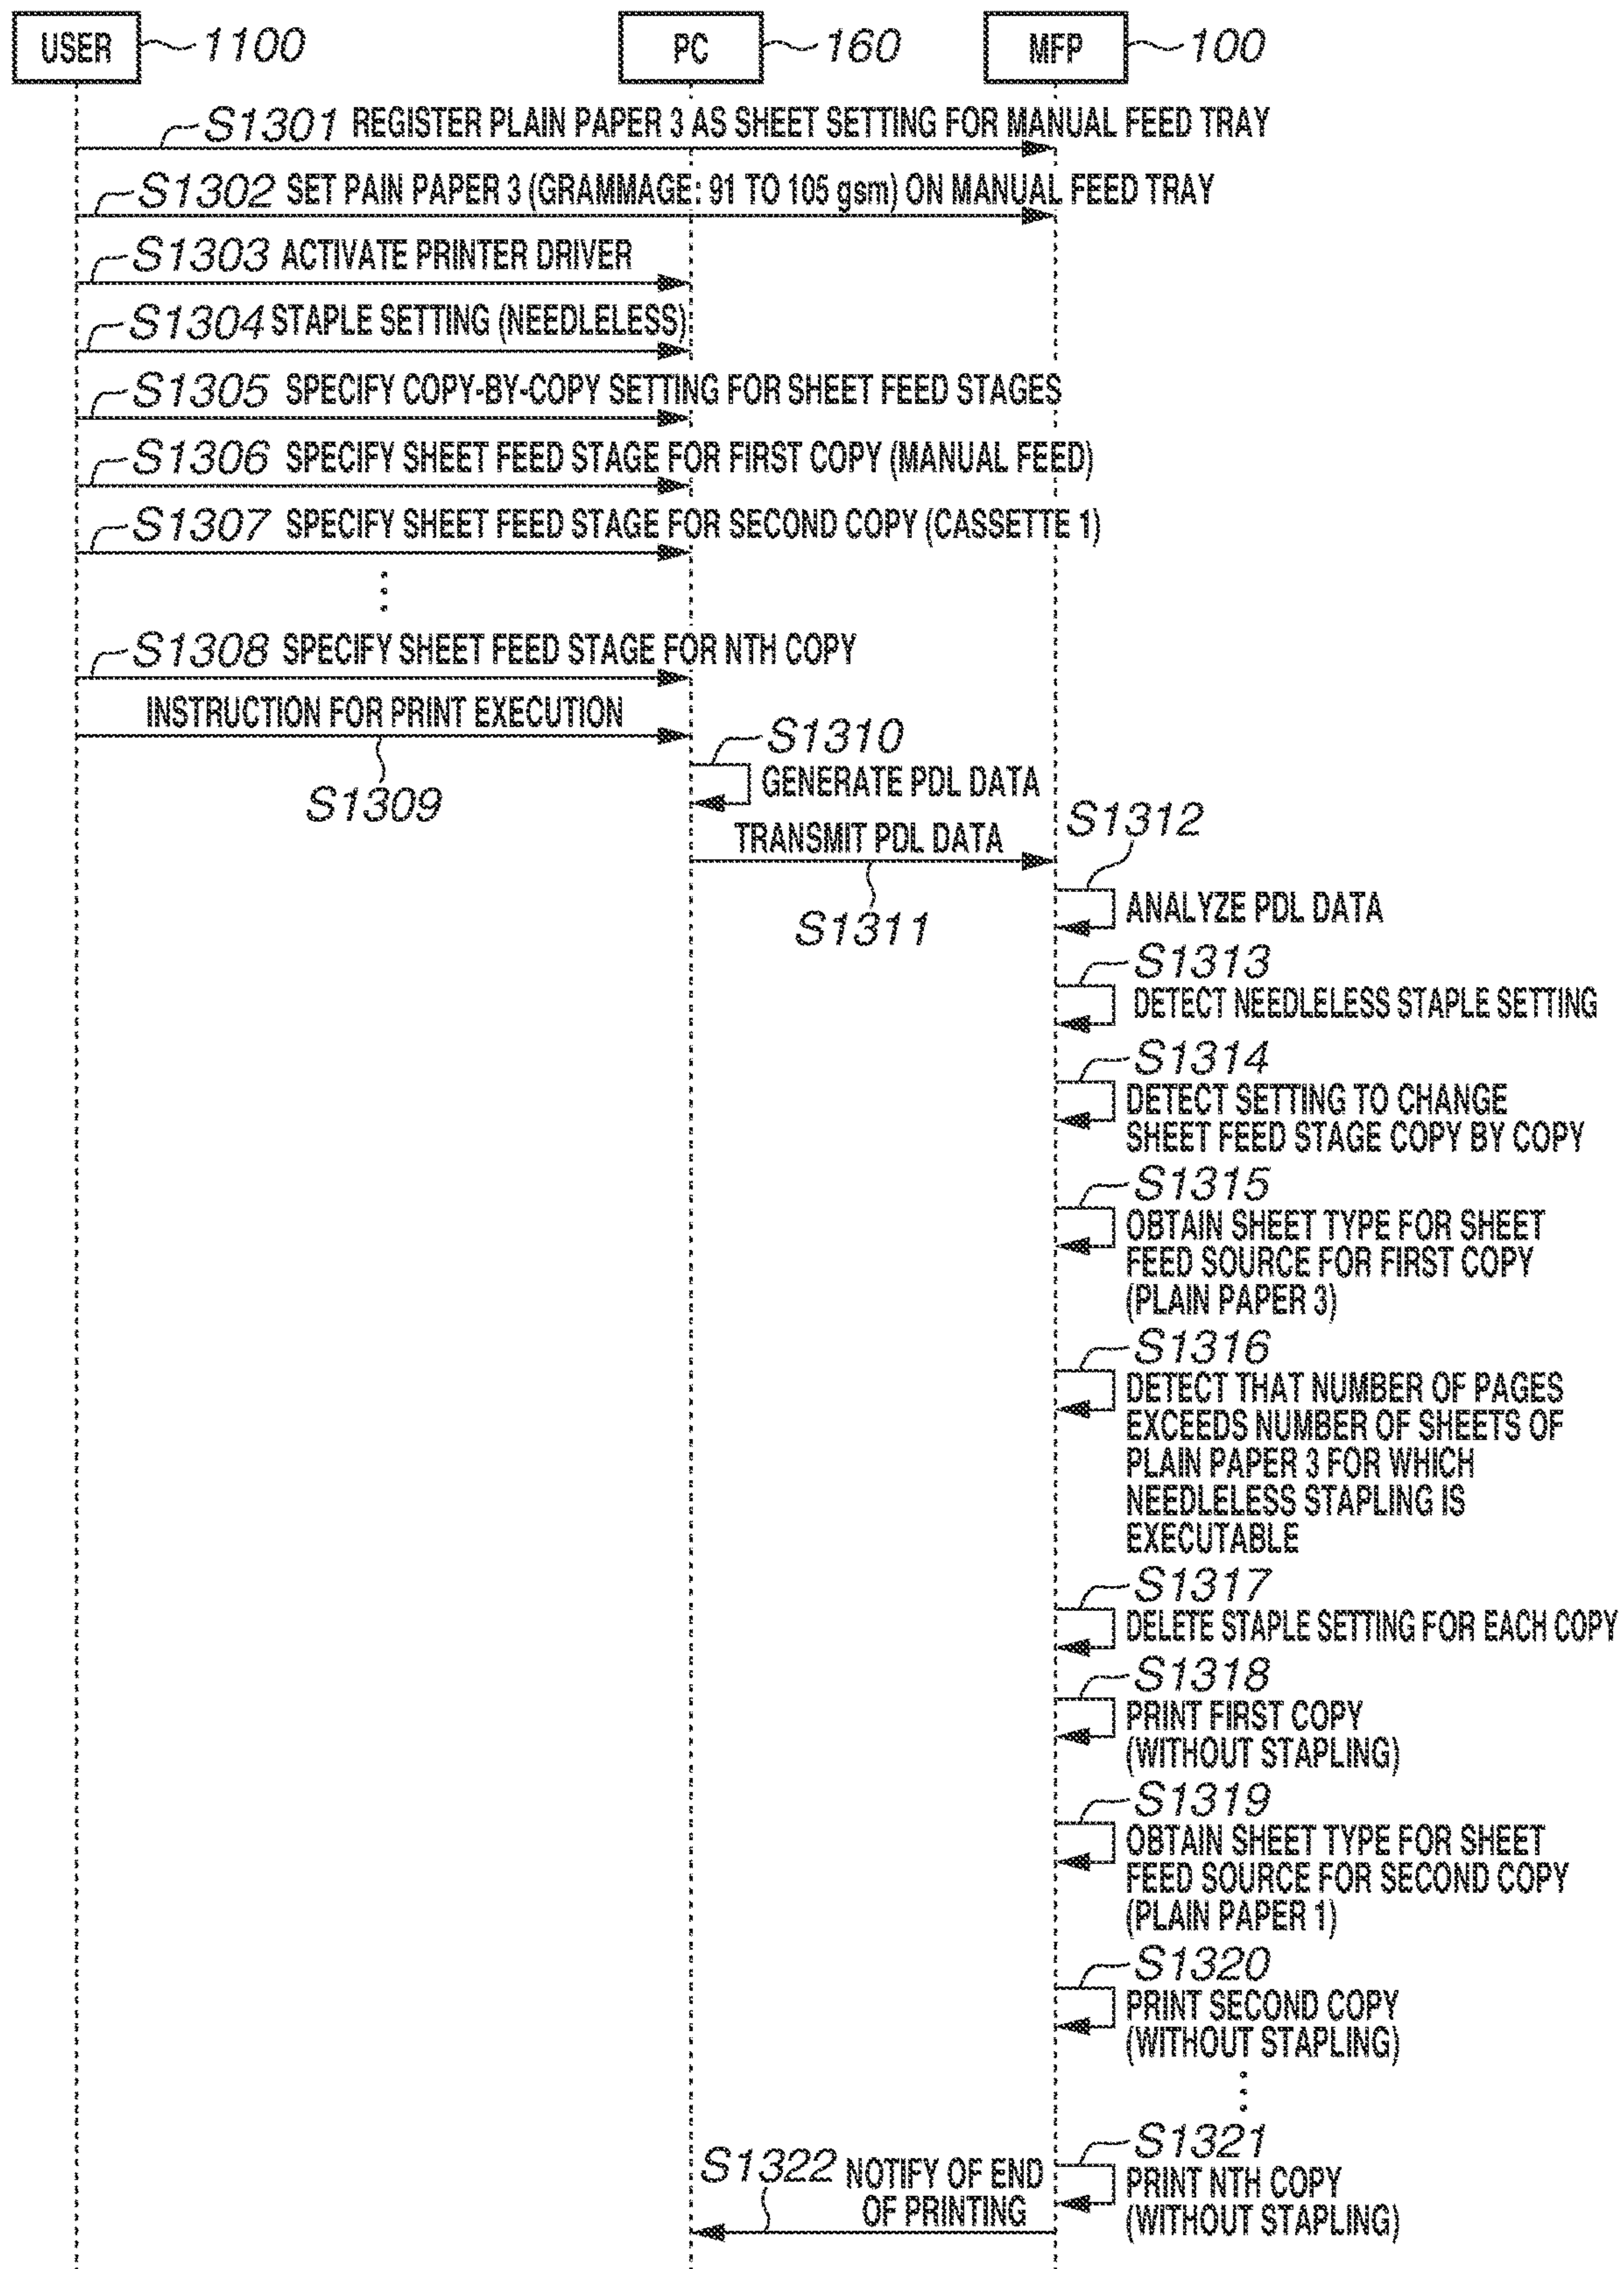 USER 1100 PC 160 MFP 100
S1301 REGISTER PLAIN PAPER 3 AS SHEET SETTING FOR MANUAL FEED TRAY
S1302 SET PAIN PAPER 3 (GRAMMAGE: 91 TO 105 gsm) ON MANUAL FEED TRAY
S1303 ACTIVATE PRINTER DRIVER
S1304 STAPLE SETTING (NEEDLELESS)
S1305 SPECIFY COPY-BY-COPY SETTING FOR SHEET FEED STAGES
S1306 SPECIFY SHEET FEED STAGE FOR FIRST COPY (MANUAL FEED)
S1307 SPECIFY SHEET FEED STAGE FOR SECOND COPY (CASSETTE 1)
S1308 SPECIFY SHEET FEED STAGE FOR NTH COPY
INSTRUCTION FOR PRINT EXECUTION
S1309
S1310
GENERATE PDL DATA
TRANSMIT PDL DATA
S1311
S1312
ANALYZE PDL DATA
S1313
DETECT NEEDLELESS STAPLE SETTING
S1314
DETECT SETTING TO CHANGE
SHEET FEED STAGE COPY BY COPY
S1315
OBTAIN SHEET TYPE FOR SHEET
FEED SOURCE FOR FIRST COPY
(PLAIN PAPER 3)
S1316
DETECT THAT NUMBER OF PAGES
EXCEEDS NUMBER OF SHEETS OF
PLAIN PAPER 3 FOR WHICH
NEEDLELESS STAPLING IS
EXECUTABLE
S1317
DELETE STAPLE SETTING FOR EACH COPY
S1318
PRINT FIRST COPY
(WITHOUT STAPLING)
S1319
OBTAIN SHEET TYPE FOR SHEET
FEED SOURCE FOR SECOND COPY
(PLAIN PAPER 1)
S1320
PRINT SECOND COPY
(WITHOUT STAPLING)
S1321
PRINT NTH COPY
(WITHOUT STAPLING)
S1322 NOTIFY OF END
OF PRINTING